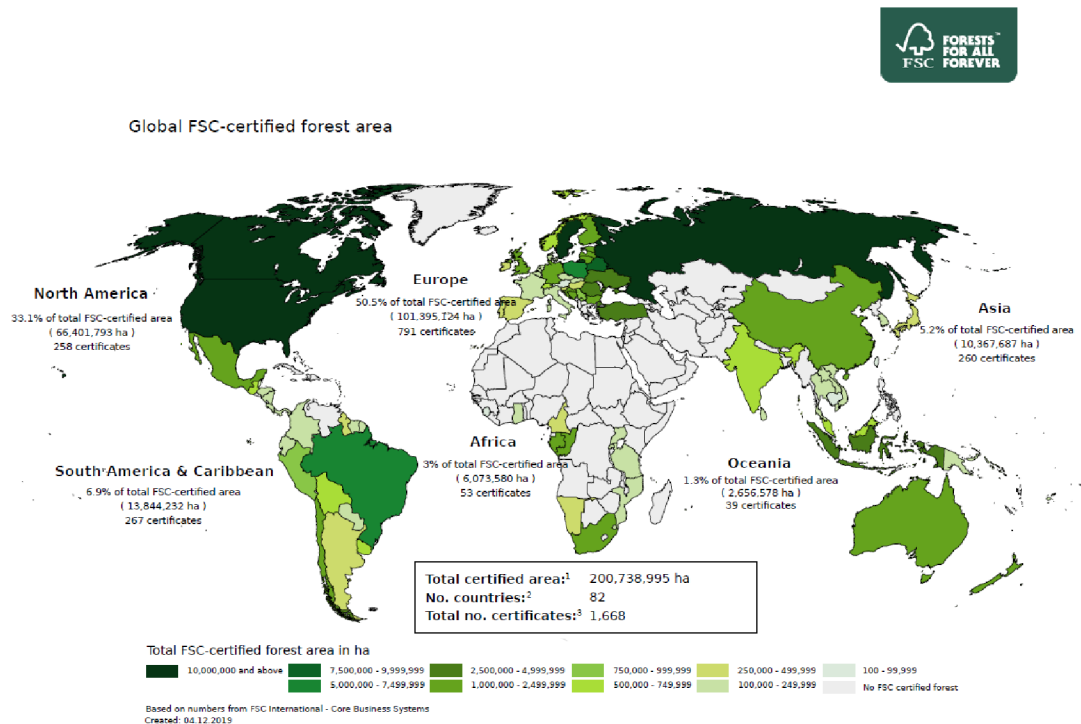 FORESTS™
FOR ALL
FOREVER
FSC
Global FSC-certified forest area
North America
33.1% of total FSC-certified area
( 66,401,793 ha )
258 certificates
Europe
50.5% of total FSC-certified area
( 101,395,124 ha )
791 certificates
Asia
5.2% of total FSC-certified area
( 10,367,687 ha )
260 certificates
South America & Caribbean
6.9% of total FSC-certified area
( 13,844,232 ha )
267 certificates
Africa
3% of total FSC-certified area
( 6,073,580 ha )
53 certificates
Oceania
1.3% of total FSC-certified area
( 2,656,578 ha )
39 certificates
Total certified area:¹ 200,738,995 ha
No. countries:² 82
Total no. certificates:³ 1,668
Total FSC-certified forest area in ha
10,000,000 and above 7,500,000 - 9,999,999 2,500,000 - 4,999,999 750,000 - 999,999 250,000 - 499,999 100 - 99,999
5,000,000 - 7,499,999 1,000,000 - 2,499,999 500,000 - 749,999 100,000 - 249,999 No FSC certified forest
Based on numbers from FSC International - Core Business Systems
Created: 04.12.2019